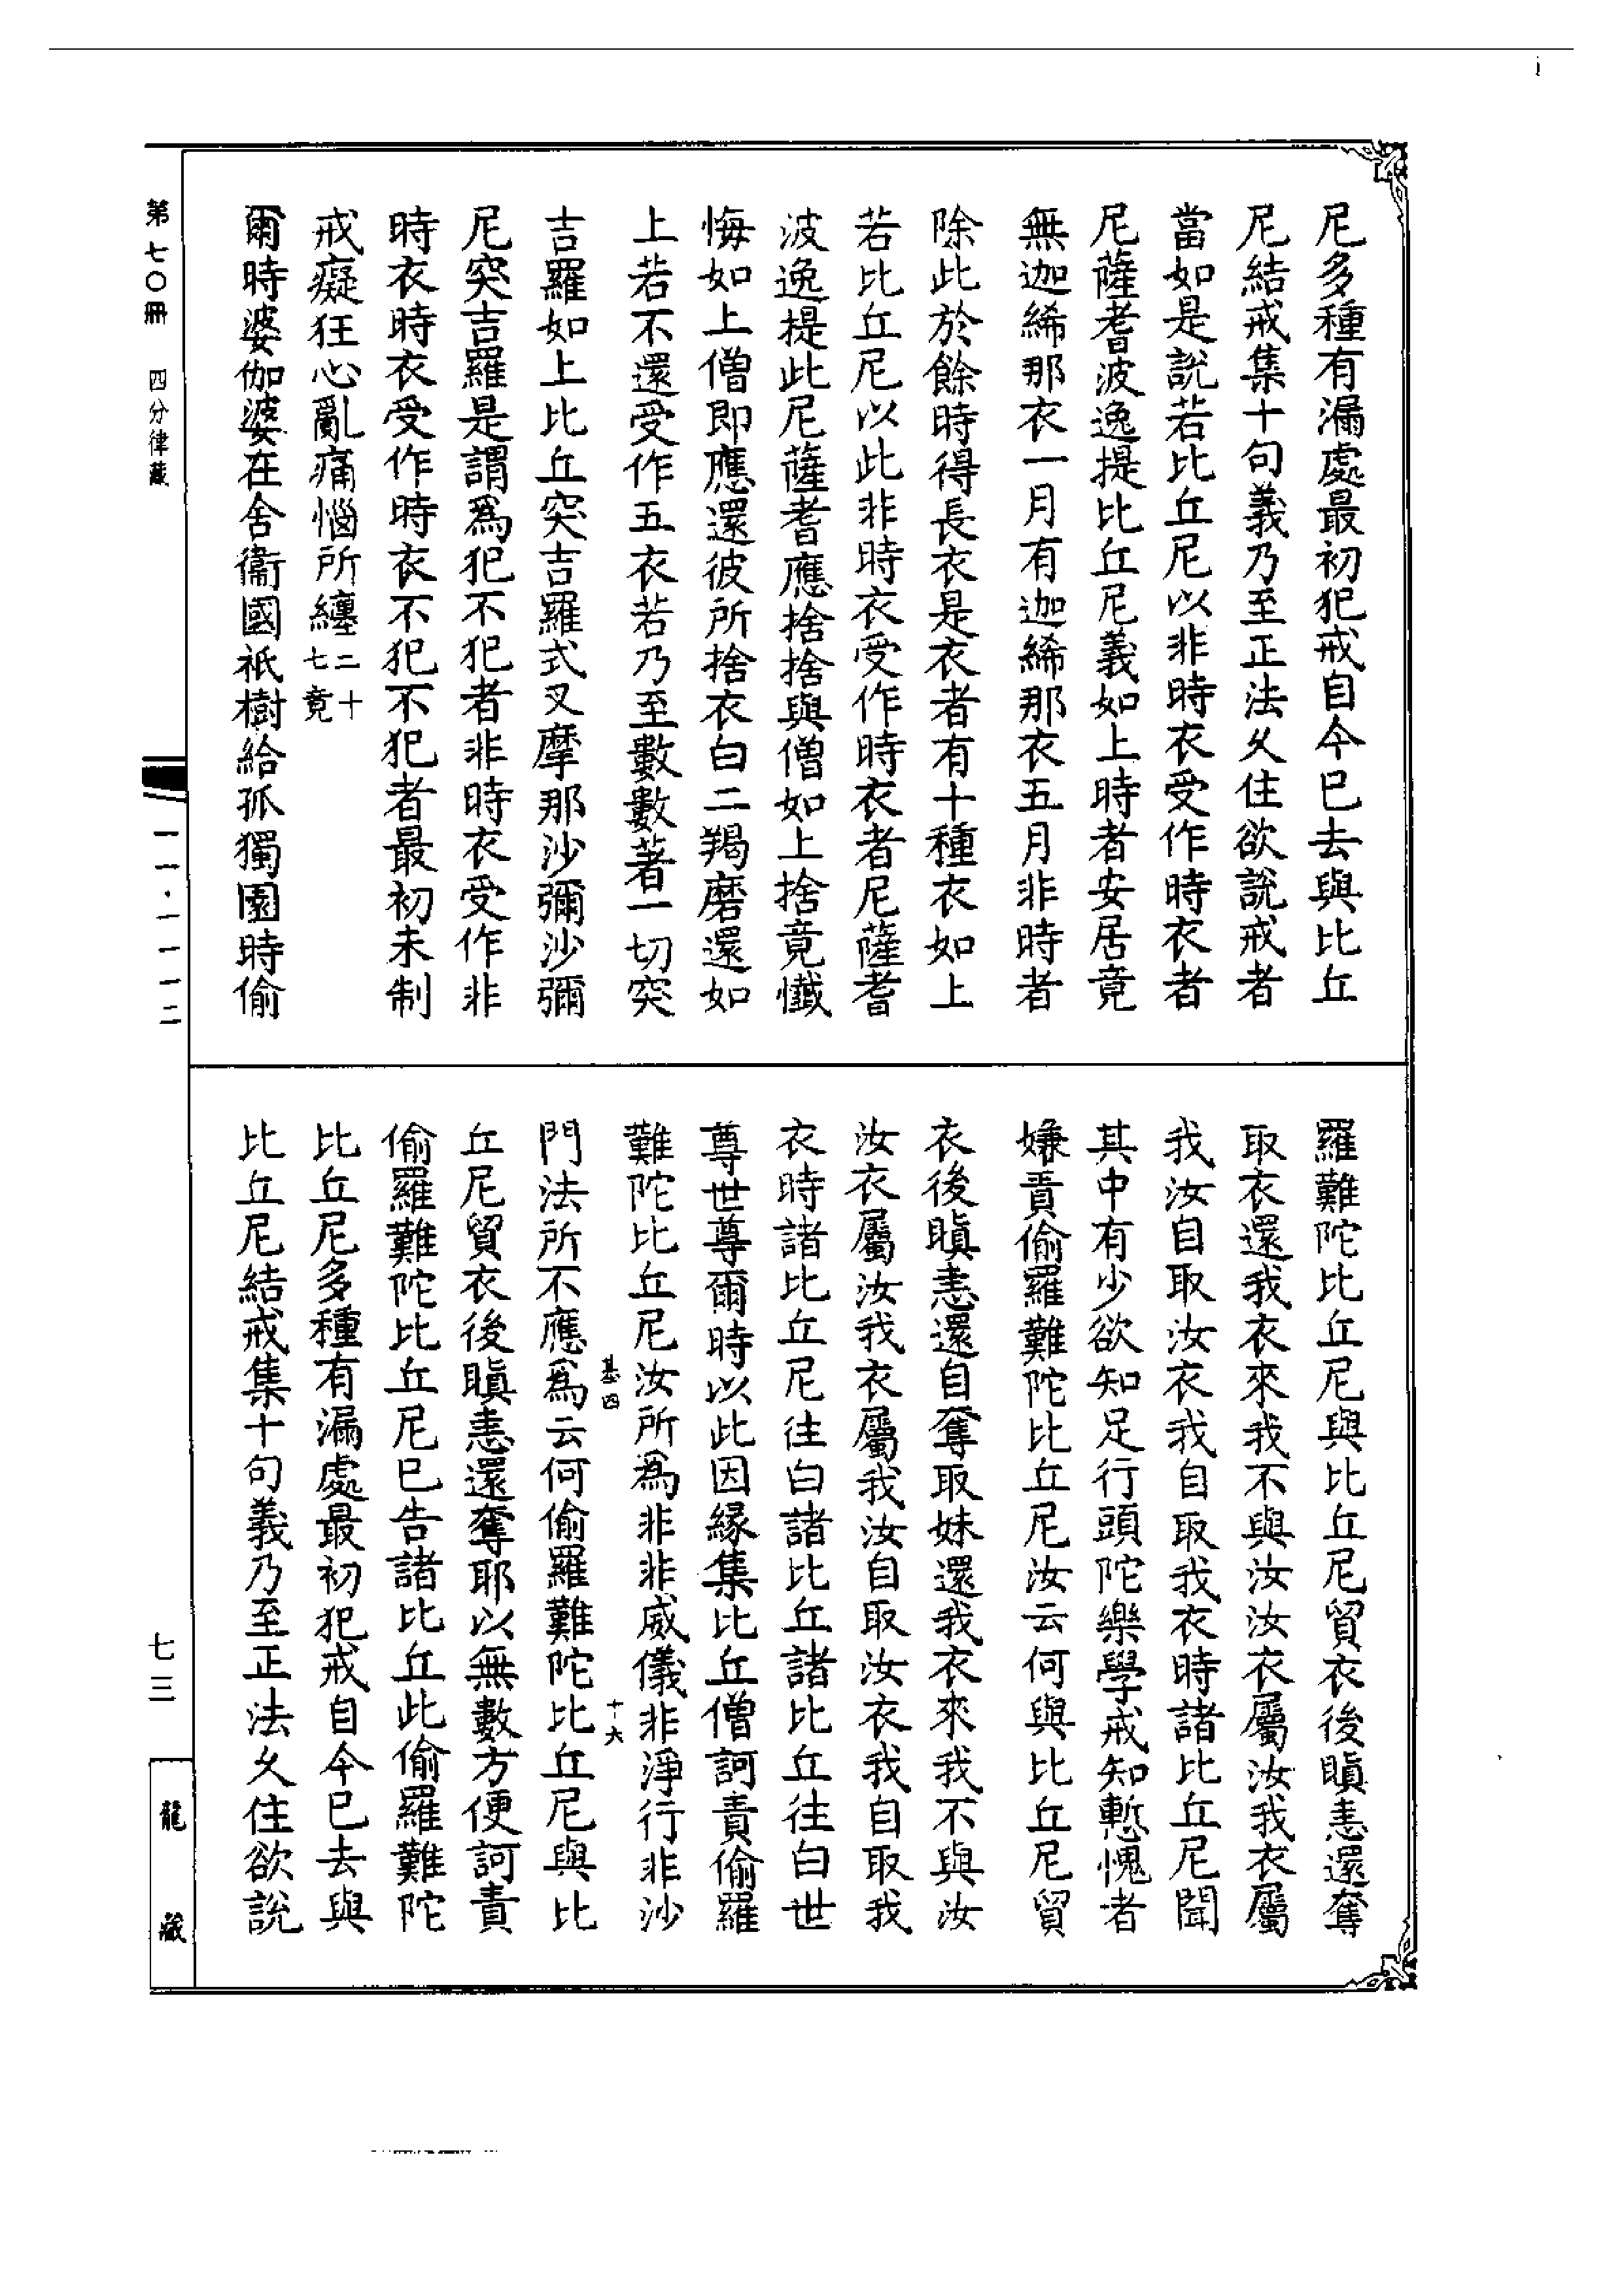 尼多種有漏處最初犯戒自今已去與比丘
尼結戒集十句義乃至正法久住欲說戒者
當如是說若比丘尼以非時衣受作時衣者
尼薩耆波逸提比丘尼義如上時者安居竟
無迦絺那衣一月有迦絺那衣五月非時者
除此於餘時得長衣是衣者有十種衣如上
若比丘尼以此非時衣受作時衣者尼薩耆
波逸提此尼薩耆應捨捨與僧如上捨竟懺
悔如上僧即應還彼所捨衣白二羯磨還如
上若不還受作五衣若乃至數數著一切突
吉羅如上比丘突吉羅式叉摩那沙彌沙彌
尼突吉羅是謂為犯不犯者非時衣受作非
時衣時衣受作時衣不犯不犯者最初未制
戒癡狂心亂痛惱所纏二十七竟
爾時婆伽婆在舍衞國祇樹給孤獨園時偷
羅難陀比丘尼與比丘尼貿衣後瞋恚還奪
取衣還我衣來我不與汝汝衣屬汝我衣屬
我汝自取汝衣我自取我衣時諸比丘尼聞
其中有少欲知足行頭陀樂學戒知慙愧者
嫌責偷羅難陀比丘尼汝云何與比丘尼貿
衣後瞋恚還自奪取妹還我衣來我不與汝
汝衣屬汝我衣屬我汝自取汝衣我自取我
衣時諸比丘尼往白諸比丘諸比丘往白世
尊世尊爾時以此因緣集比丘僧訶責偷羅
難陀比丘尼汝所為非非威儀非淨行非沙
基四
十六
門法所不應為云何偷羅難陀比丘尼與比
丘尼貿衣後瞋恚還奪耶以無數方便訶責
偷羅難陀比丘尼已告諸比丘此偷羅難陀
比丘尼多種有漏處最初犯戒自今已去與
比丘尼結戒集十句義乃至正法久住欲說
第七〇冊 四分律藏
一一·一一一二
七三
龍藏